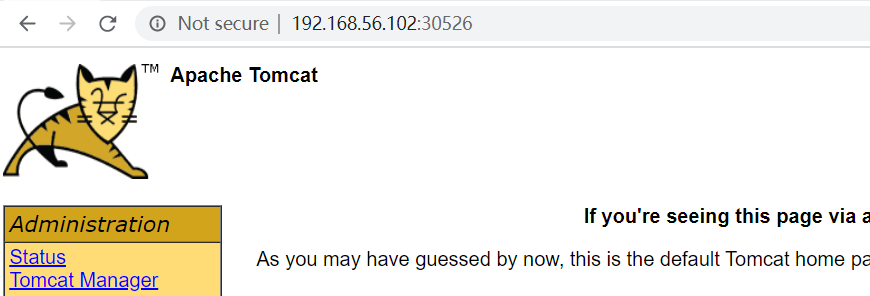 Not secure | 192.168.56.102:30526
TM Apache Tomcat
Administration
Status
Tomcat Manager
If you're seeing this page via a
As you may have guessed by now, this is the default Tomcat home pa